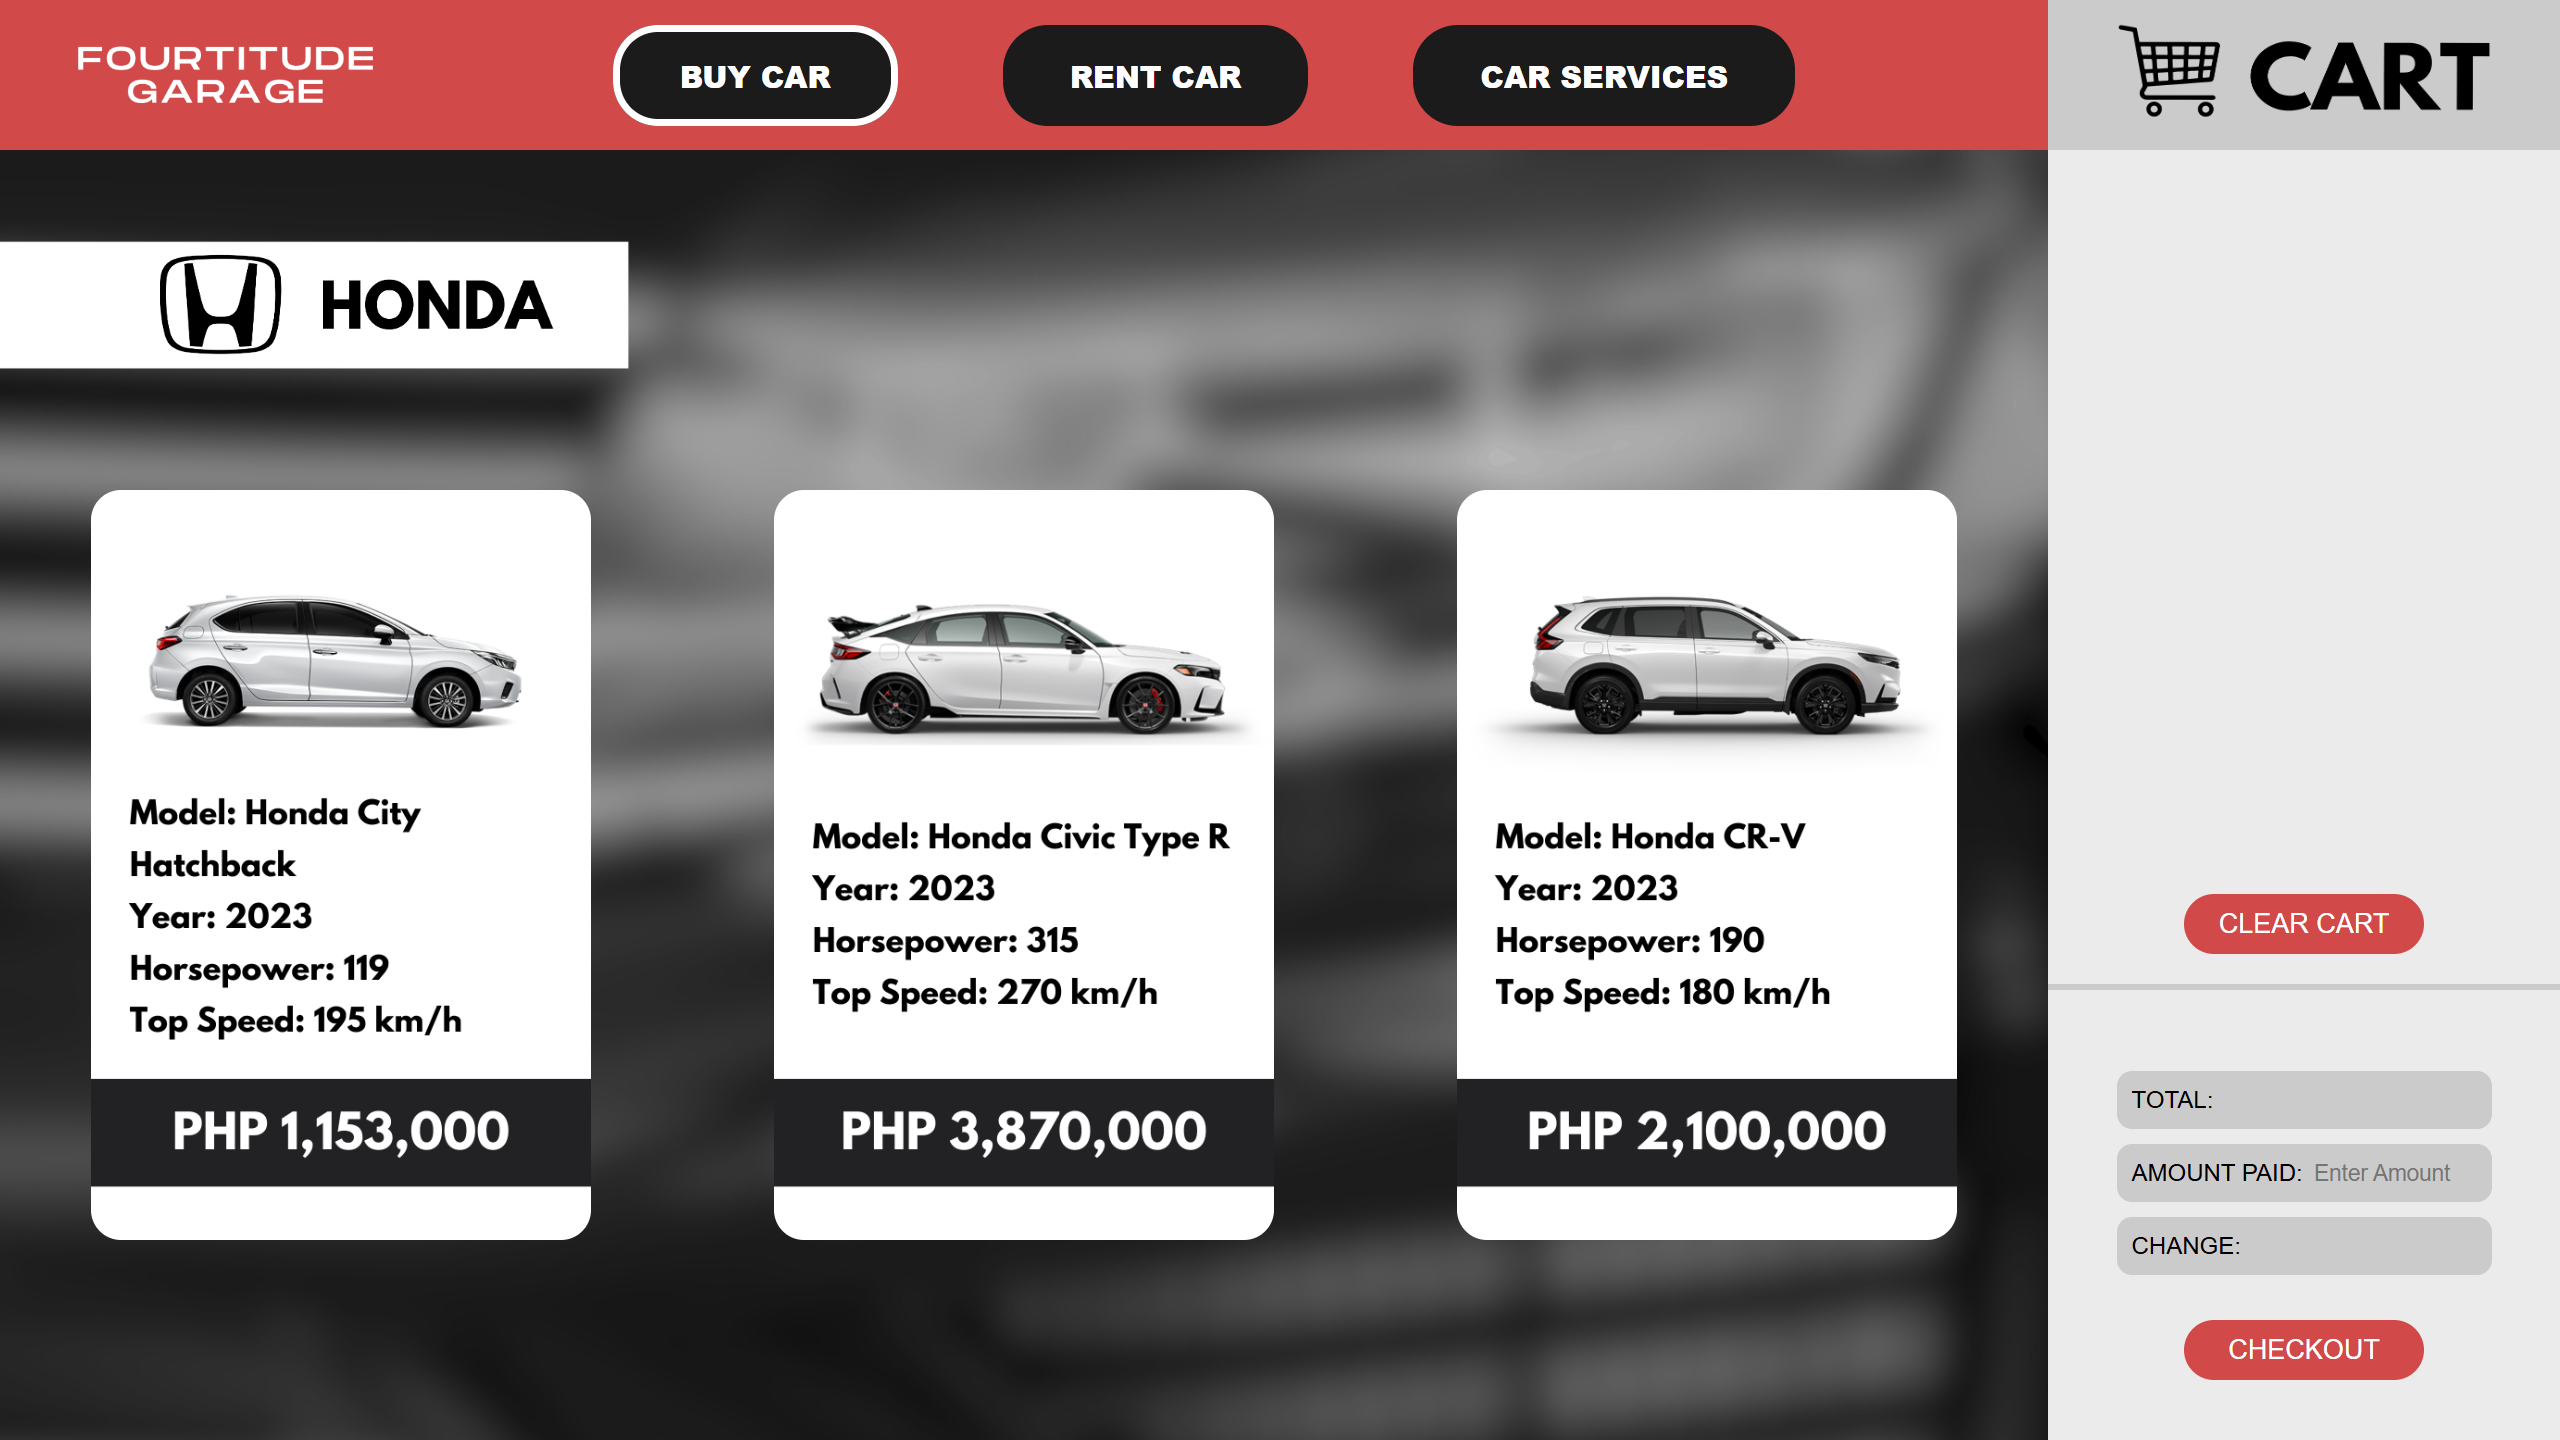 FOURTITUDE
GARAGE
BUY CAR
RENT CAR
CAR SERVICES
CART
HONDA
Model: Honda City
Hatchback
Year: 2023
Horsepower: 119
Top Speed: 195 km/h
PHP 1,153,000
Model: Honda Civic Type R
Year: 2023
Horsepower: 315
Top Speed: 270 km/h
PHP 3,870,000
Model: Honda CR-V
Year: 2023
Horsepower: 190
Top Speed: 180 km/h
PHP 2,100,000
CLEAR CART
TOTAL:
AMOUNT PAID: Enter Amount
CHANGE:
CHECKOUT